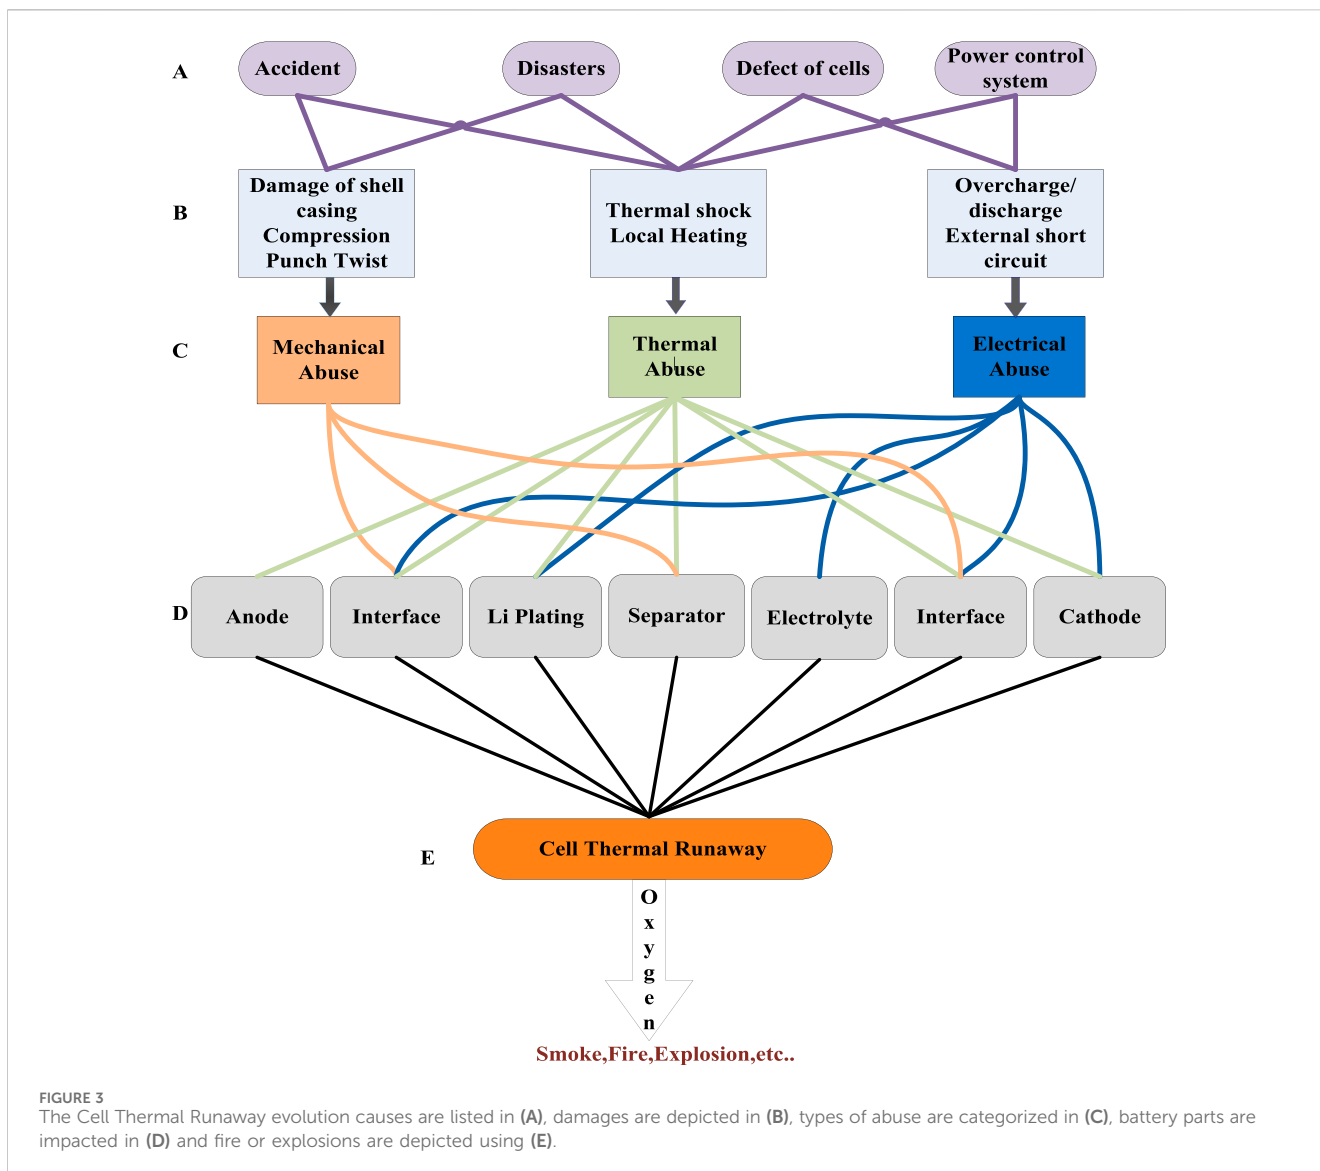 A
Accident
Disasters
Defect of cells
Power control
system
B
Damage of shell
casing
Compression
Punch Twist
Thermal shock
Local Heating
Overcharge/
discharge
External short
circuit
C
Mechanical
Abuse
Thermal
Abuse
Electrical
Abuse
D
Anode
Interface
Li Plating
Separator
Electrolyte
Interface
Cathode
E
Cell Thermal Runaway
O
x
y
g
e
n
Smoke,Fire,Explosion,etc..
FIGURE 3
The Cell Thermal Runaway evolution causes are listed in (A), damages are depicted in (B), types of abuse are categorized in (C), battery parts are
impacted in (D) and fire or explosions are depicted using (E).